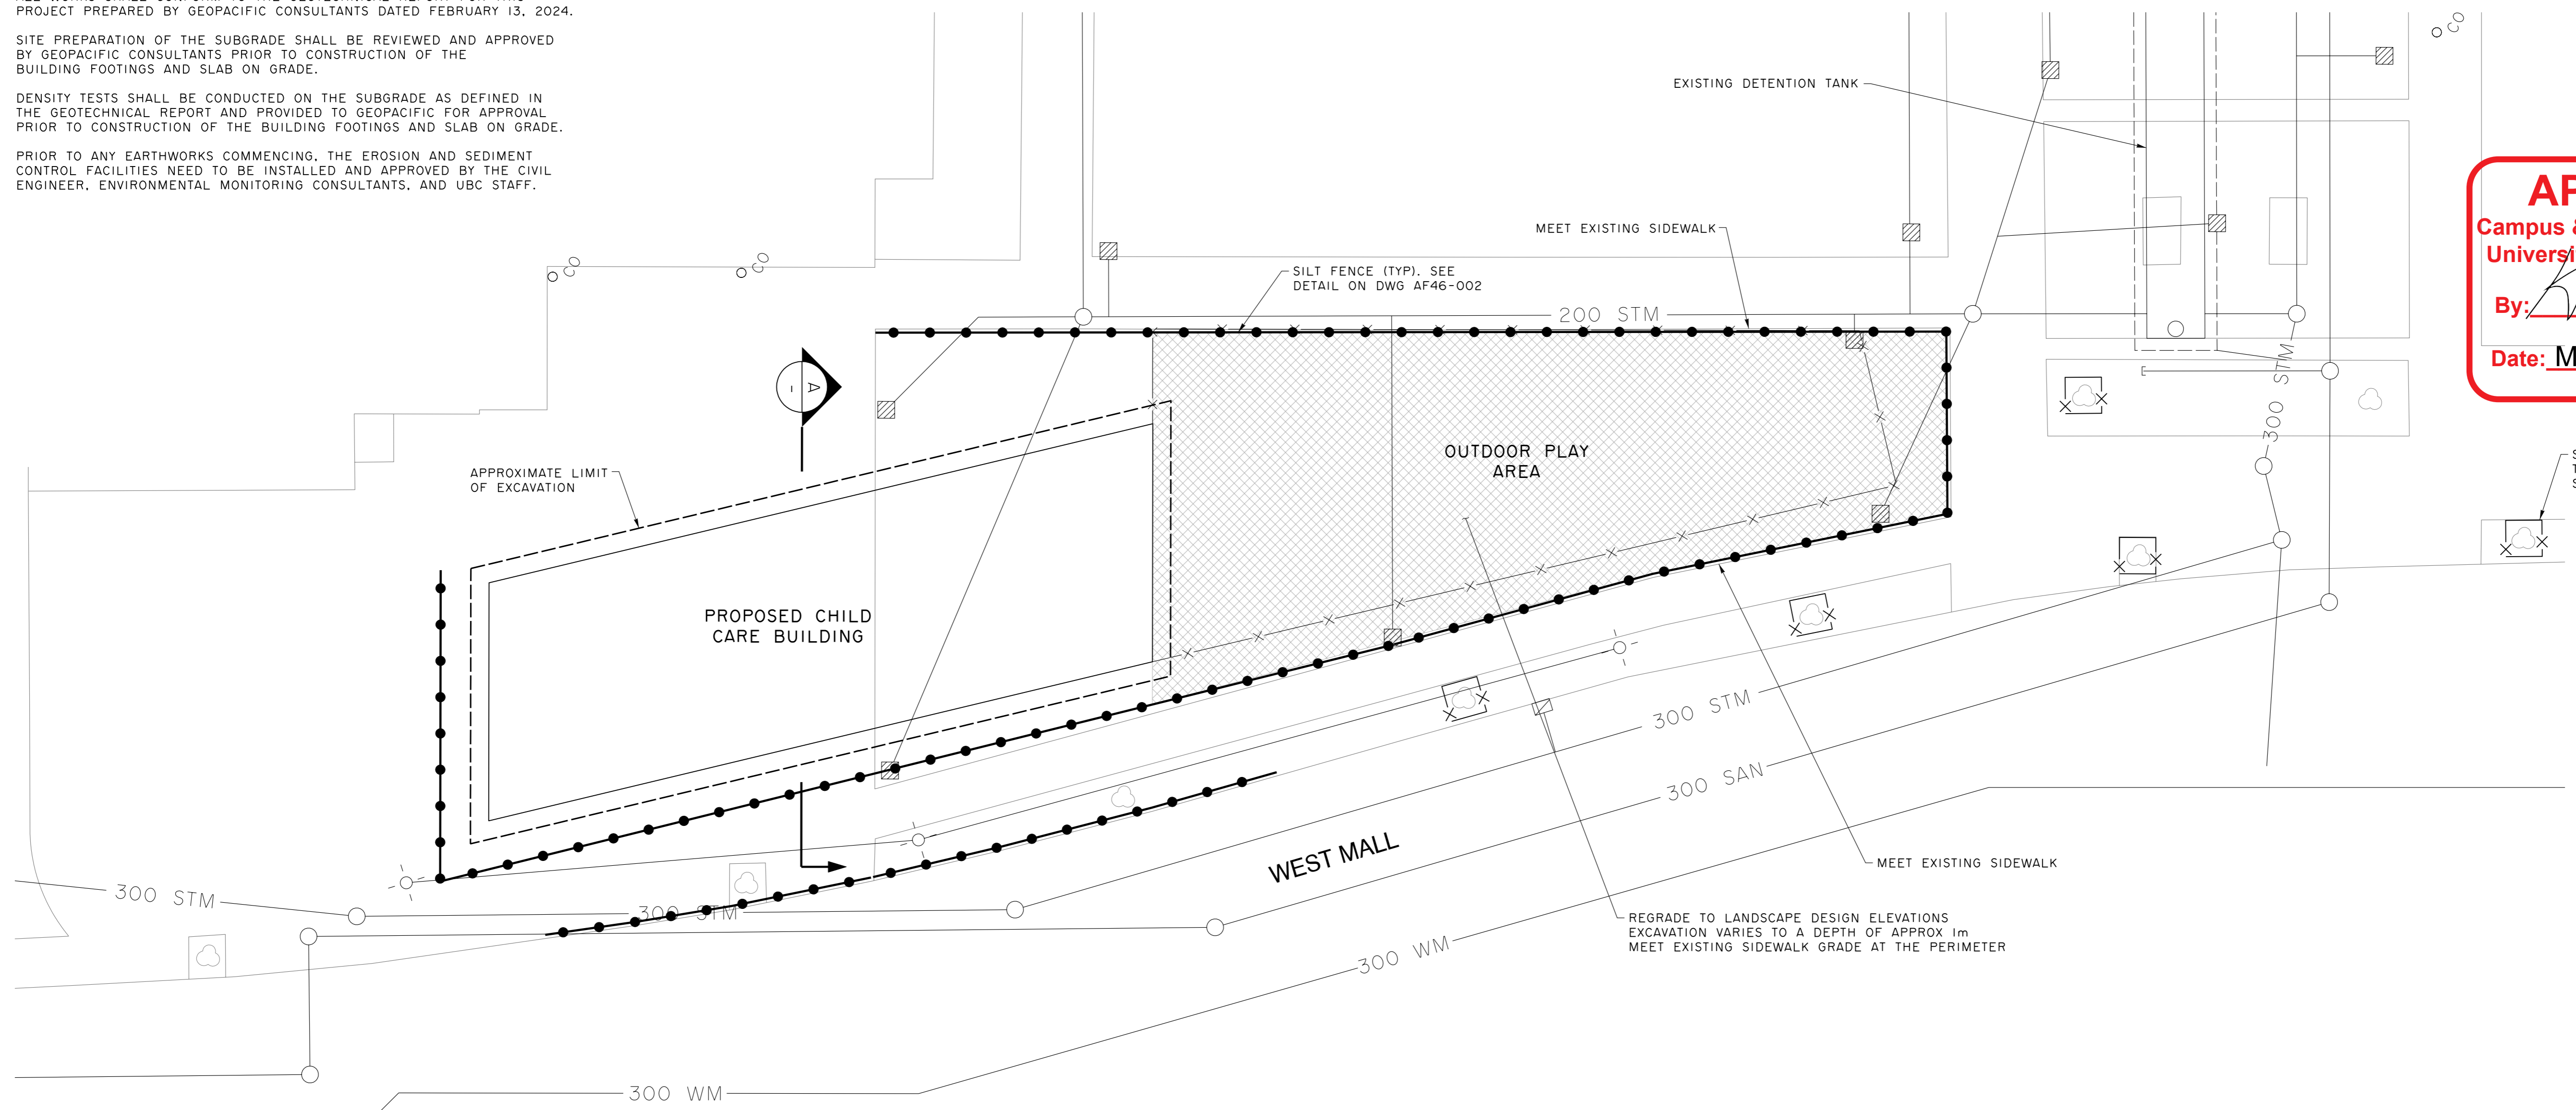 PROJECT PREPARED BY GEOPACIFIC CONSULTANTS DATED FEBRUARY 13, 2024.
SITE PREPARATION OF THE SUBGRADE SHALL BE REVIEWED AND APPROVED
BY GEOPACIFIC CONSULTANTS PRIOR TO CONSTRUCTION OF THE
BUILDING FOOTINGS AND SLAB ON GRADE.
DENSITY TESTS SHALL BE CONDUCTED ON THE SUBGRADE AS DEFINED IN
THE GEOTECHNICAL REPORT AND PROVIDED TO GEOPACIFIC FOR APPROVAL
PRIOR TO CONSTRUCTION OF THE BUILDING FOOTINGS AND SLAB ON GRADE.
PRIOR TO ANY EARTHWORKS COMMENCING, THE EROSION AND SEDIMENT
CONTROL FACILITIES NEED TO BE INSTALLED AND APPROVED BY THE CIVIL
ENGINEER, ENVIRONMENTAL MONITORING CONSULTANTS, AND UBC STAFF.
CO
EXISTING DETENTION TANK
Campus &
By:
Date: M
MEET EXISTING SIDEWALK
CO
CO
SILT FENCE (TYP). SEE
DETAIL ON DWG AF46-002
200 STM
300 STM
A
-
APPROXIMATE LIMIT
OF EXCAVATION
OUTDOOR PLAY
AREA
PROPOSED CHILD
CARE BUILDING
300 STM
300 SAN
WEST MALL
MEET EXISTING SIDEWALK
300 STM
300 STM
REGRADE TO LANDSCAPE DESIGN ELEVATIONS
EXCAVATION VARIES TO A DEPTH OF APPROX 1m
MEET EXISTING SIDEWALK GRADE AT THE PERIMETER
300 WM
300 WM